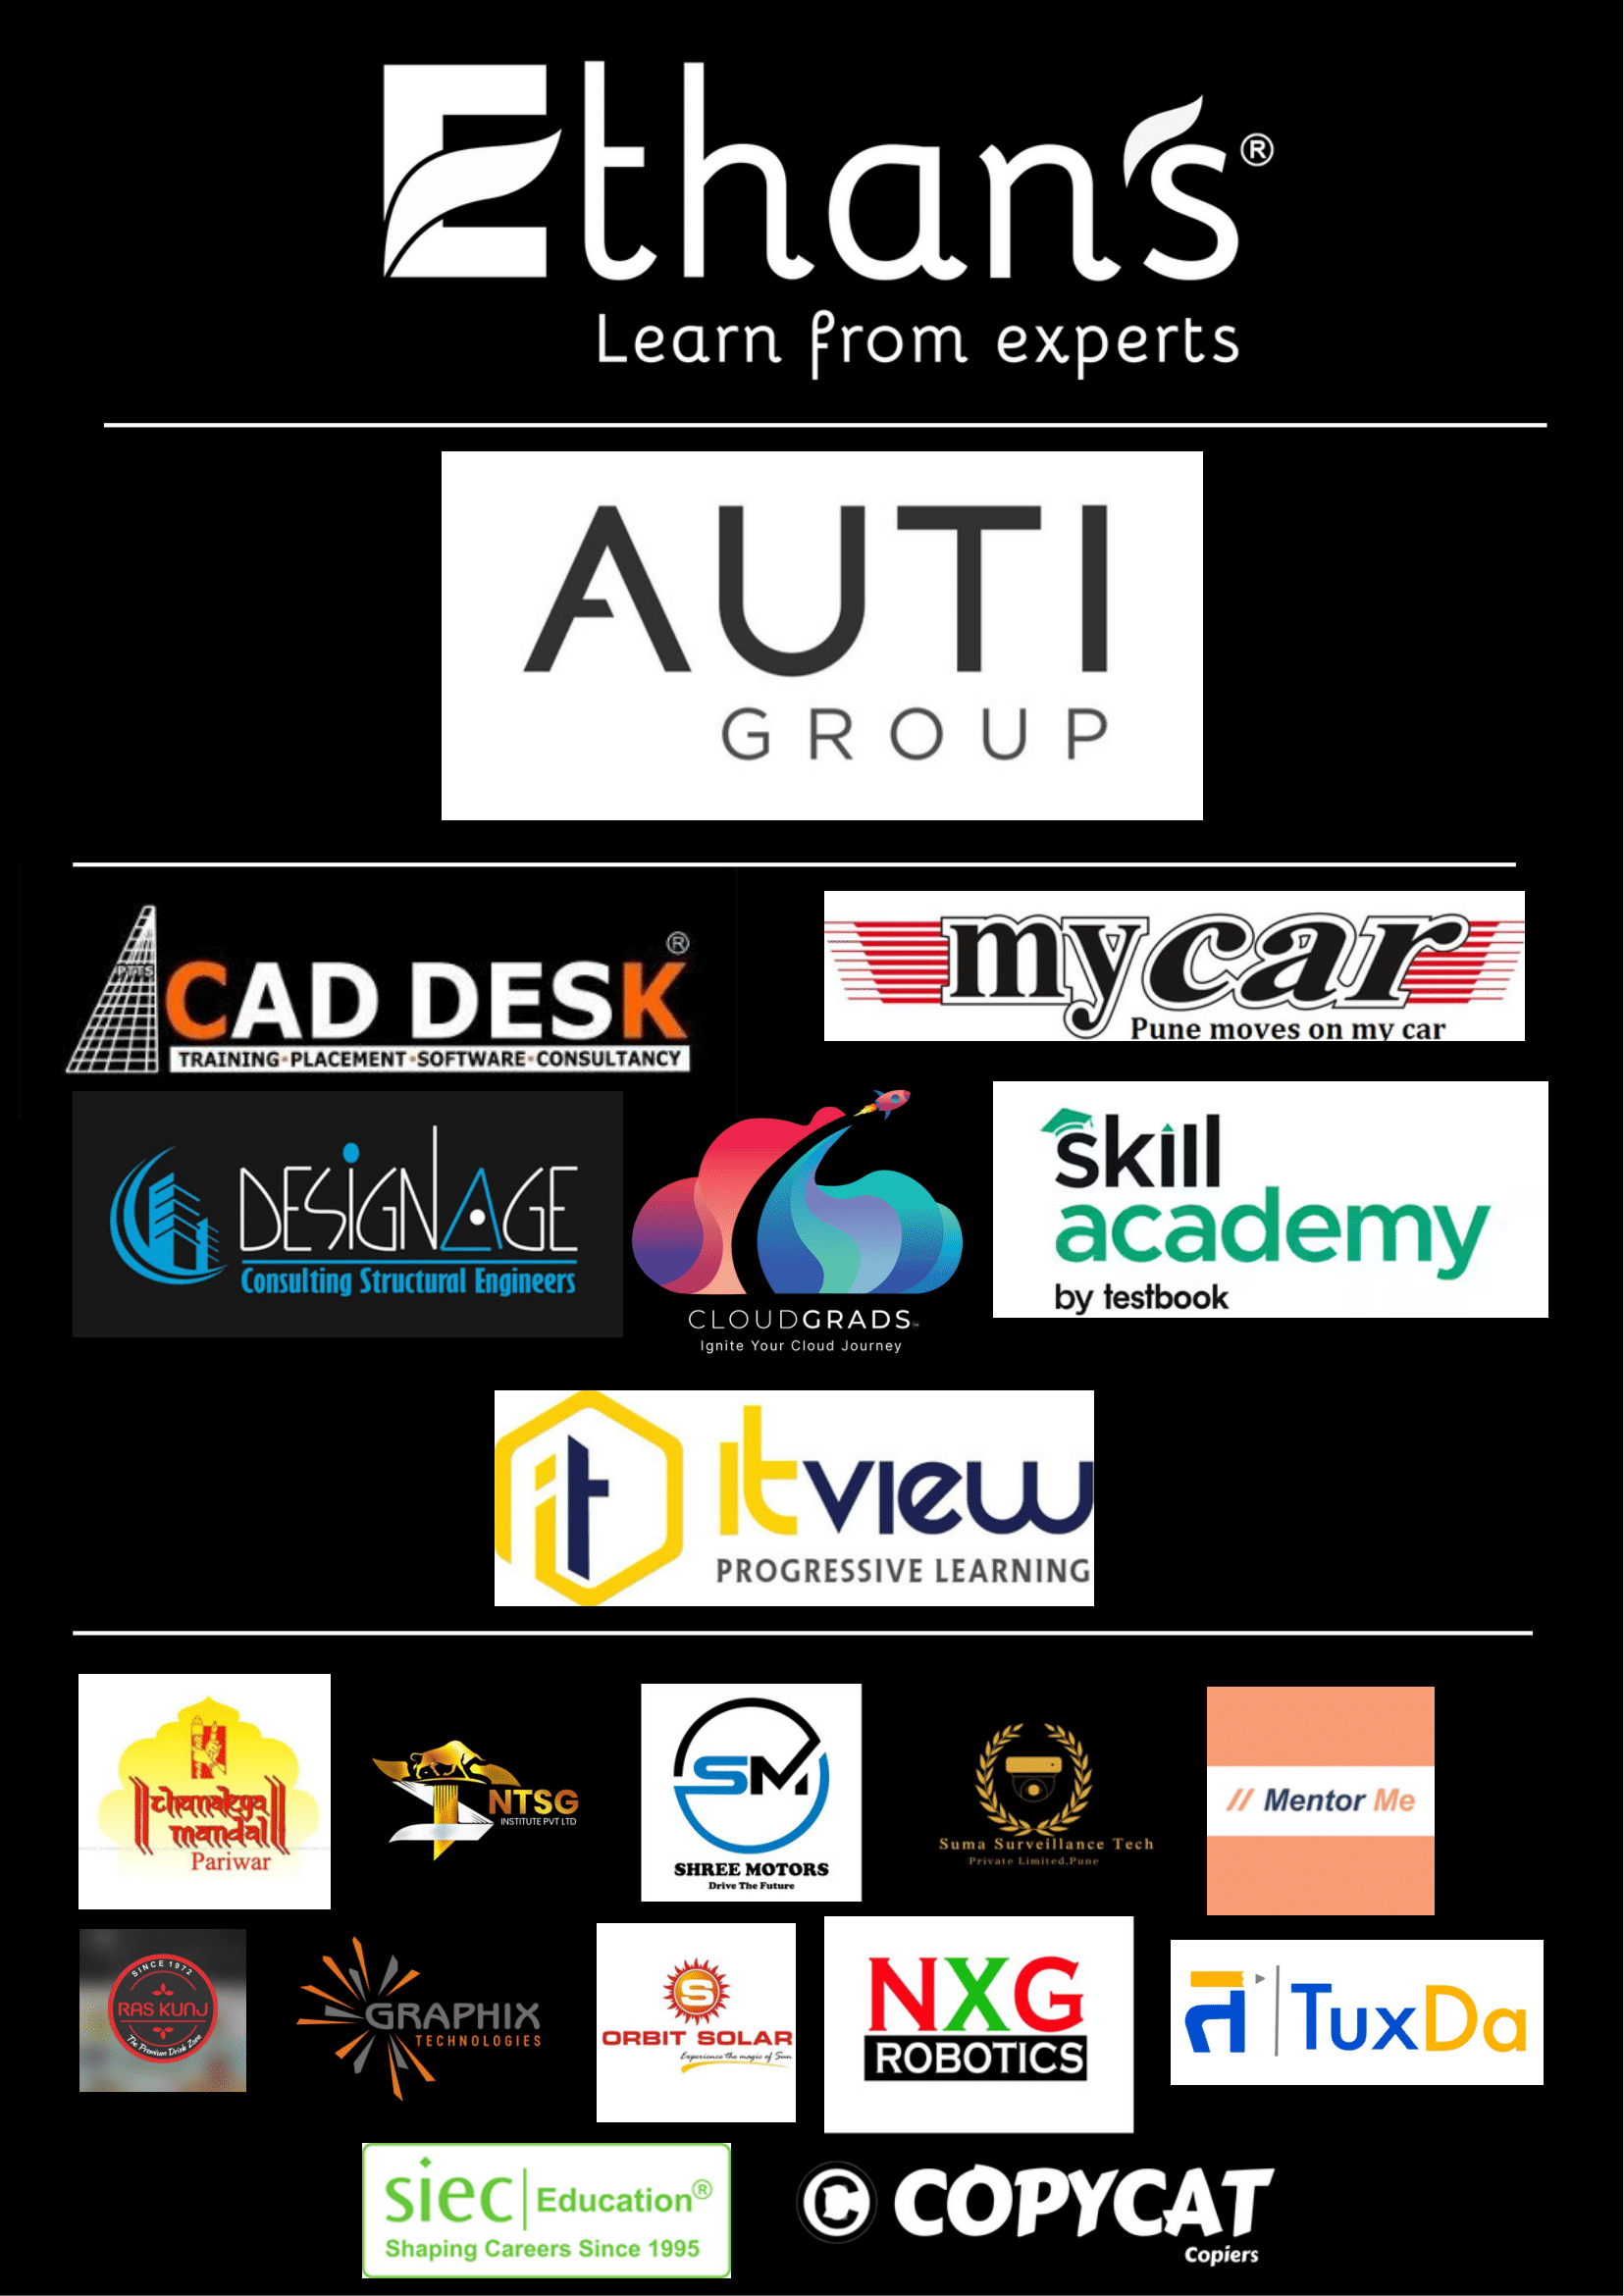 Ethan's®
Learn from experts
AUTI
GROUP
CAD DESK®
TRAINING-PLACEMENT-SOFTWARE-CONSULTANCY
mycar
Pune moves on my car
DESIGNAGE
Consulting Structural Engineers
CLOUDGRADS
Ignite Your Cloud Journey
skill
academy
by testbook
it
itview
PROGRESSIVE LEARNING
chanakya
mandal
Pariwar
NTSG
INSTITUTE PVT LTD
SM
SHREE MOTORS
Drive The Future
Suma Surveillance Tech
Private Limited.Pune
// Mentor Me
SINCE 1972
RAS KUNJ
The Premium Drink Zone
GRAPHIX
TECHNOLOGIES
S
ORBIT SOLAR
Experience the magic of Sun
NXG
ROBOTICS
TuxDa
siec Education®
Shaping Careers Since 1995
C COPYCAT
Copiers